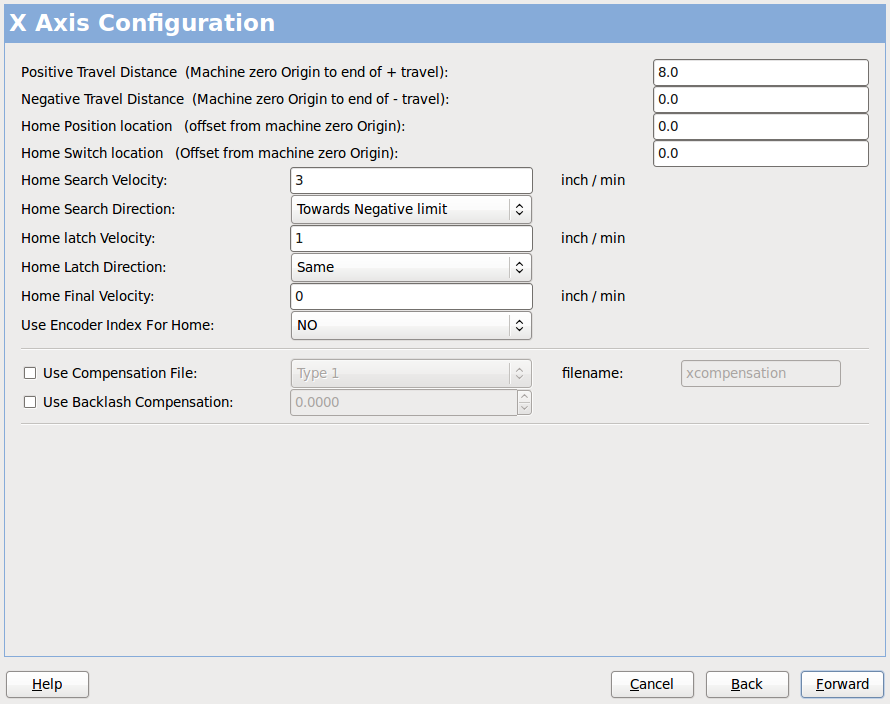 X Axis Configuration
Positive Travel Distance (Machine zero Origin to end of + travel): 8.0
Negative Travel Distance (Machine zero Origin to end of - travel): 0.0
Home Position location (offset from machine zero Origin): 0.0
Home Switch location (Offset from machine zero Origin): 0.0
Home Search Velocity: 3 inch / min
Home Search Direction: Towards Negative limit
Home latch Velocity: 1 inch / min
Home Latch Direction: Same
Home Final Velocity: 0 inch / min
Use Encoder Index For Home: NO
Use Compensation File: Type 1 filename: xcompensation
Use Backlash Compensation: 0.0000
Help Cancel Back Forward